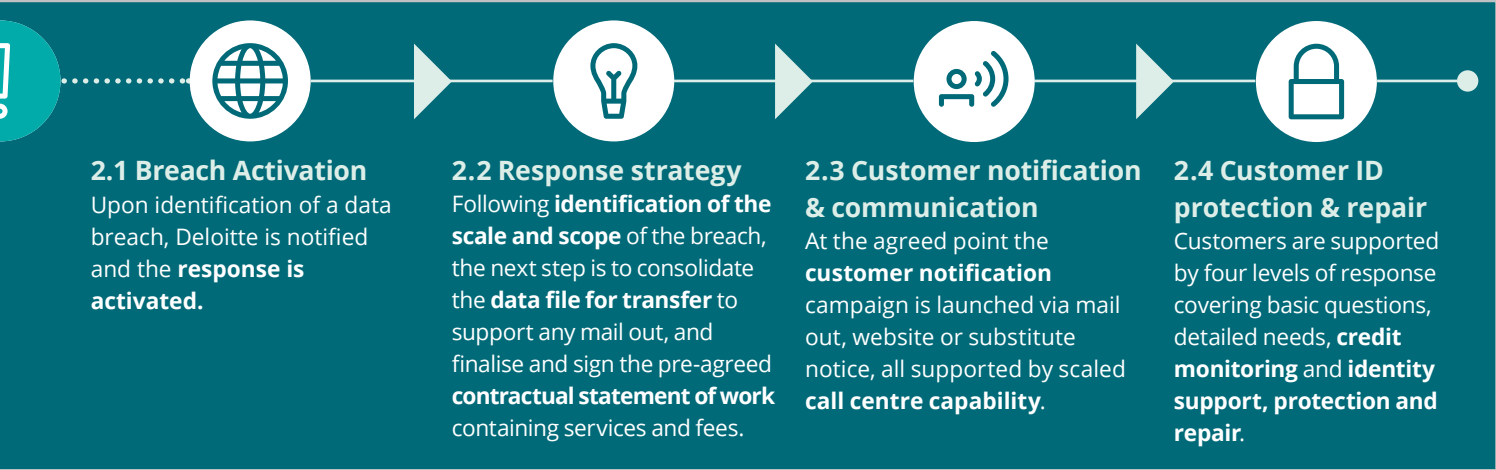 2.1 Breach Activation
Upon identification of a data
breach, Deloitte is notified
and the response is
activated.
2.2 Response strategy
Following identification of the
scale and scope of the breach,
the next step is to consolidate
the data file for transfer to
support any mail out, and
finalise and sign the pre-agreed
contractual statement of work
containing services and fees.
2.3 Customer notification
& communication
At the agreed point the
customer notification
campaign is launched via mail
out, website or substitute
notice, all supported by scaled
call centre capability.
2.4 Customer ID
protection & repair
Customers are supported
by four levels of response
covering basic questions,
detailed needs, credit
monitoring and identity
support, protection and
repair.